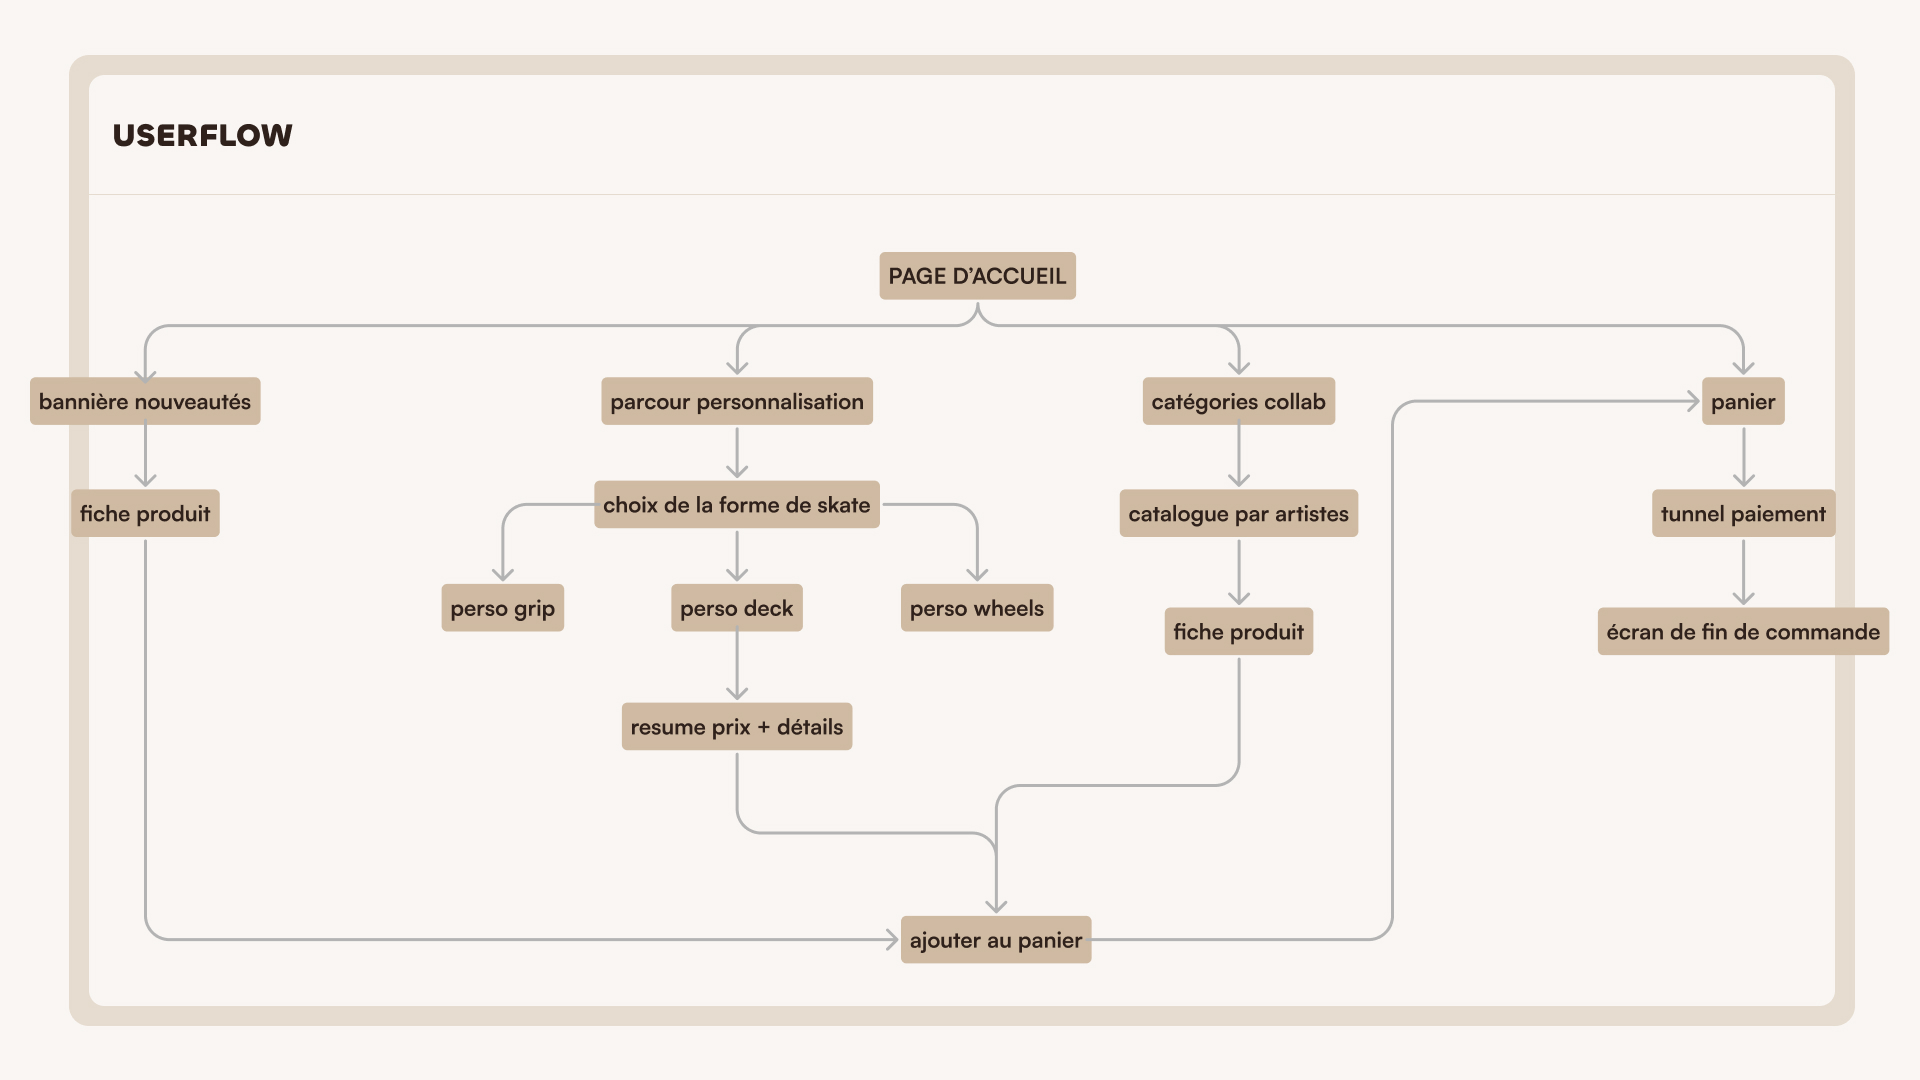 USERFLOW
PAGE D’ACCUEIL
bannière nouveautés
parcour personnalisation
catégories collab
panier
choix de la forme de skate
fiche produit
catalogue par artistes
tunnel paiement
perso grip
perso deck
perso wheels
fiche produit
écran de fin de commande
resume prix + détails
ajouter au panier